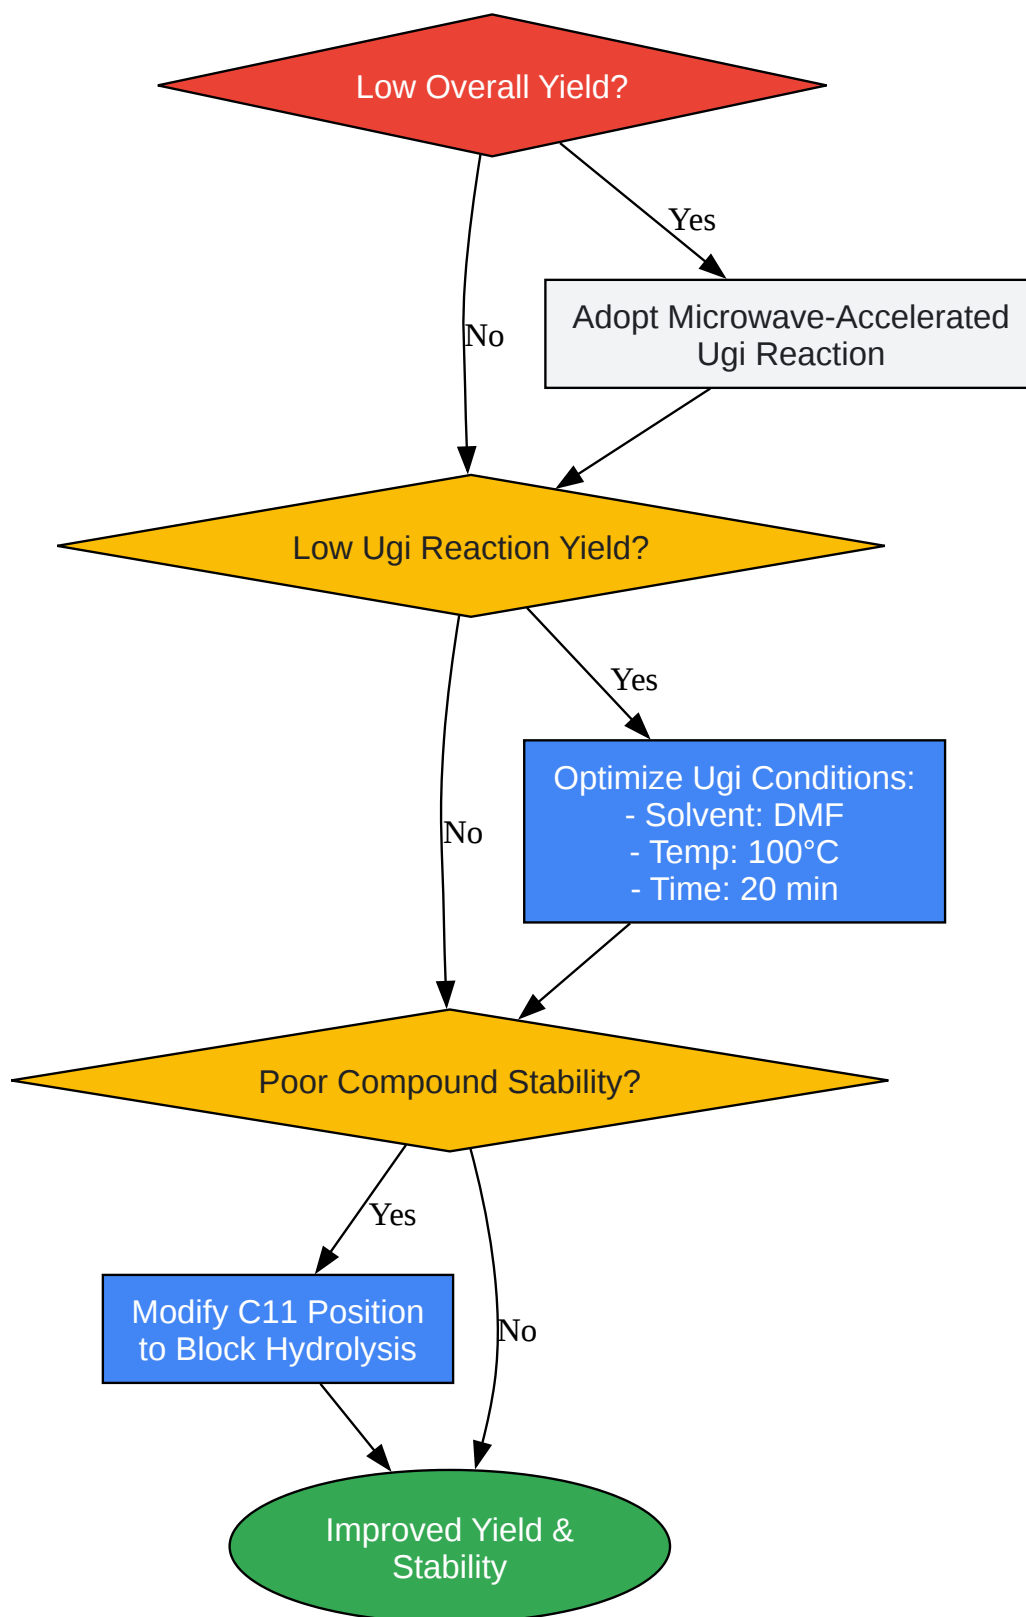 Low Overall Yield?
Yes
Adopt Microwave-Accelerated
Ugi Reaction
No
Low Ugi Reaction Yield?
Yes
Optimize Ugi Conditions:
- Solvent: DMF
- Temp: 100°C
- Time: 20 min
No
Poor Compound Stability?
Yes
Modify C11 Position
to Block Hydrolysis
No
Improved Yield &
Stability